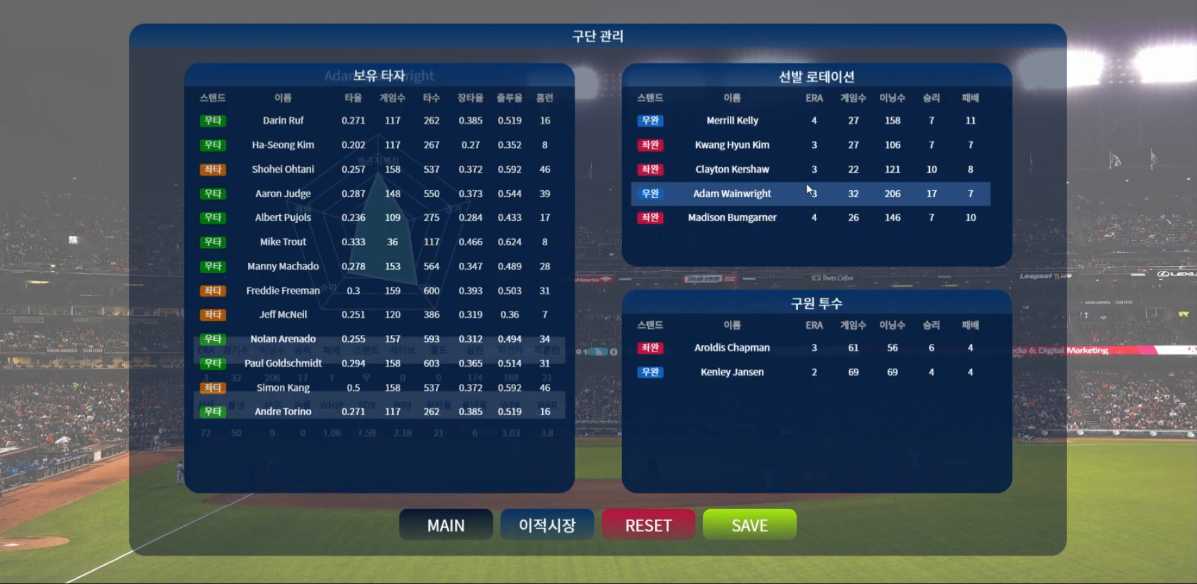 구단 관리
보유 타자
스탠드 이름 타율 게임수 타수 장타율 출루율 홈런
우타 Darin Ruf 0.271 117 262 0.385 0.519 16
우타 Ha-Seong Kim 0.202 117 267 0.27 0.352 8
좌타 Shohei Ohtani 0.257 158 537 0.372 0.592 46
우타 Aaron Judge 0.287 148 550 0.373 0.544 39
우타 Albert Pujols 0.236 109 275 0.284 0.433 17
우타 Mike Trout 0.333 36 117 0.466 0.624 8
우타 Manny Machado 0.278 153 564 0.347 0.489 28
좌타 Freddie Freeman 0.3 159 600 0.393 0.503 31
좌타 Jeff McNeil 0.251 120 386 0.319 0.36 7
우타 Nolan Arenado 0.255 157 593 0.312 0.494 34
우타 Paul Goldschmidt 0.294 158 603 0.365 0.514 31
좌타 Simon Kang 0.5 158 537 0.372 0.592 46
우타 Andre Torino 0.271 117 262 0.385 0.519 16
72 50 9 0 1.06 7.59 2.18 21 6 3.03 3.8
선발 로테이션
스탠드 이름 ERA 게임수 이닝수 승리 패배
우완 Merrill Kelly 4 27 158 7 11
좌완 Kwang Hyun Kim 3 27 106 7 7
좌완 Clayton Kershaw 3 22 121 10 8
우완 Adam Wainwright 3 32 206 17 7
좌완 Madison Bumgarner 4 26 146 7 10
구원 투수
스탠드 이름 ERA 게임수 이닝수 승리 패배
좌완 Aroldis Chapman 3 61 56 6 4
우완 Kenley Jansen 2 69 69 4 4
MAIN 이적시장 RESET SAVE